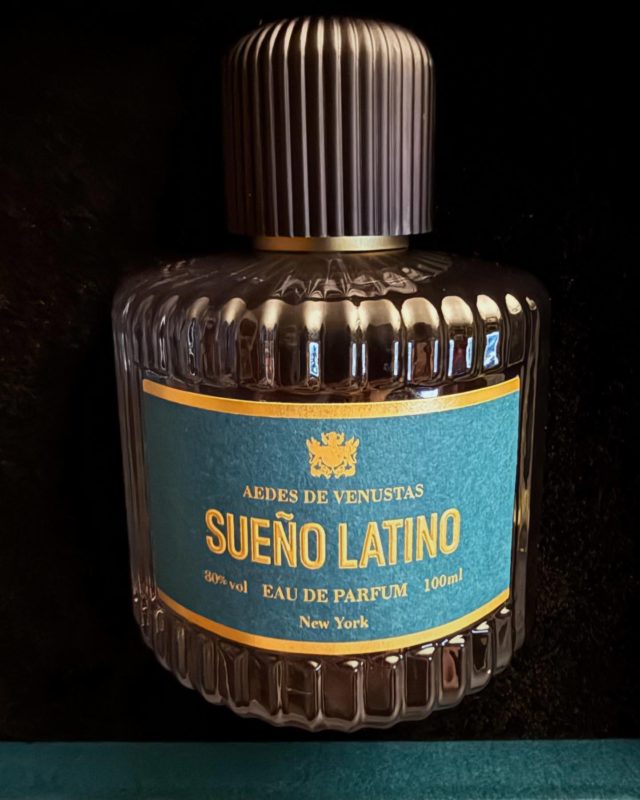 AEDES DE VENUSTAS
SUEÑO LATINO
80% vol EAU DE PARFUM 100ml
New York